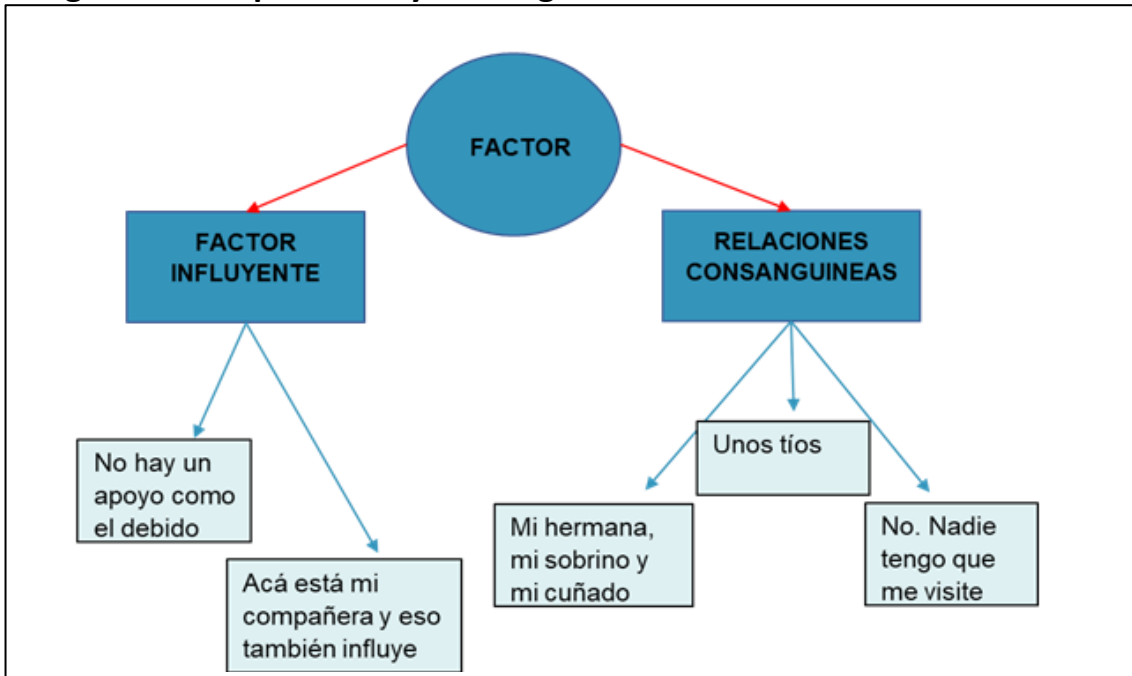 FACTOR
FACTOR
INFLUYENTE
RELACIONES
CONSANGUINEAS
No hay un
apoyo como
el debido
Acá está mi
compañera y eso
también influye
Mi hermana,
mi sobrino y
mi cuñado
Unos tíos
No. Nadie
tengo que
me visite